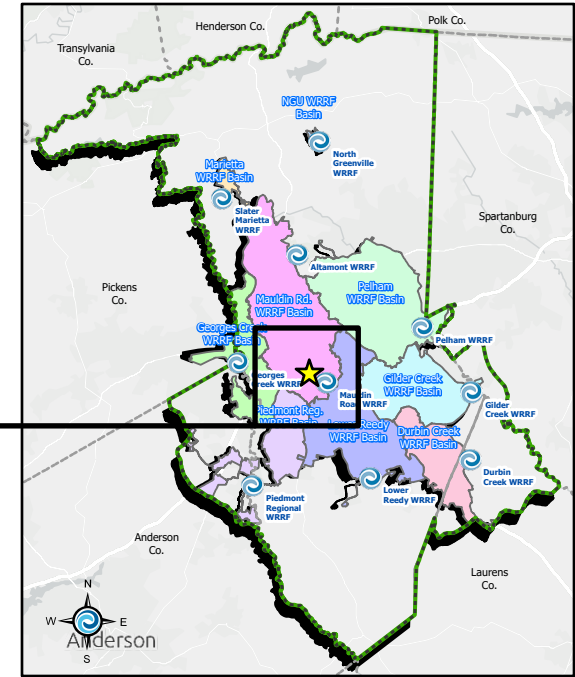 Polk Co.
Henderson Co.
Transylvania
Co.
NGU WRRF
Basin
North
Greenville
WRRF
Marietta
WRRF Basin
Slater
Marietta
WRRF
Spartanburg
Co.
Altamont WRRF
Pickens
Co.
Pelham
WRRF Basin
Mauldin Rd.
WRRF Basin
Georges Creek
WRRF Basin
Pelham WRRF
Georges
Creek WRRF
Gilder Creek
WRRF Basin
Mauldin
Road WRRF
Gilder
Creek WRRF
Piedmont Reg.
WRRF Basin
Lower Reedy
WRRF Basin
Durbin Creek
WRRF Basin
Durbin
Creek WRRF
Piedmont
Regional
WRRF
Lower
Reedy WRRF
Anderson
Co.
Laurens
Co.
N
W
E
S
Anderson